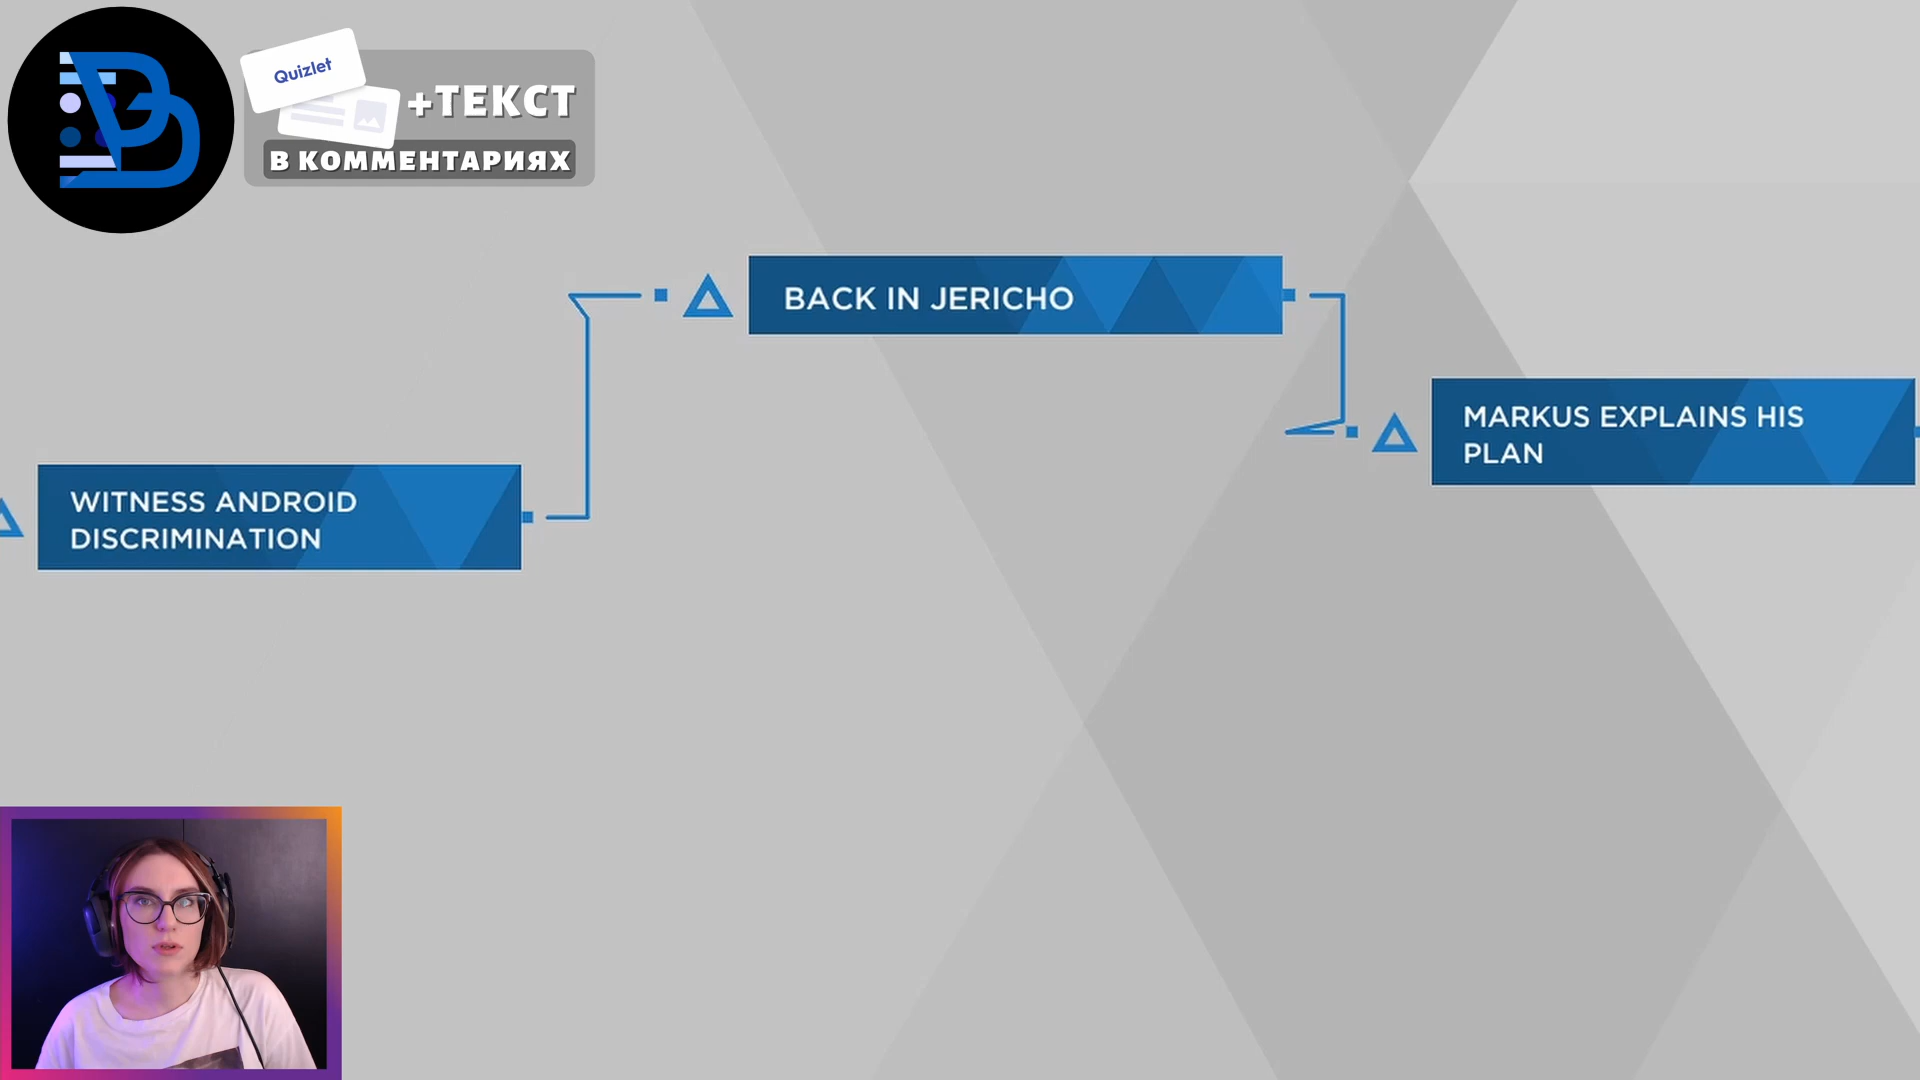 Quizlet
+ТЕКСТ
В КОММЕНТАРИЯХ
BACK IN JERICHO
MARKUS EXPLAINS HIS
PLAN
WITNESS ANDROID
DISCRIMINATION